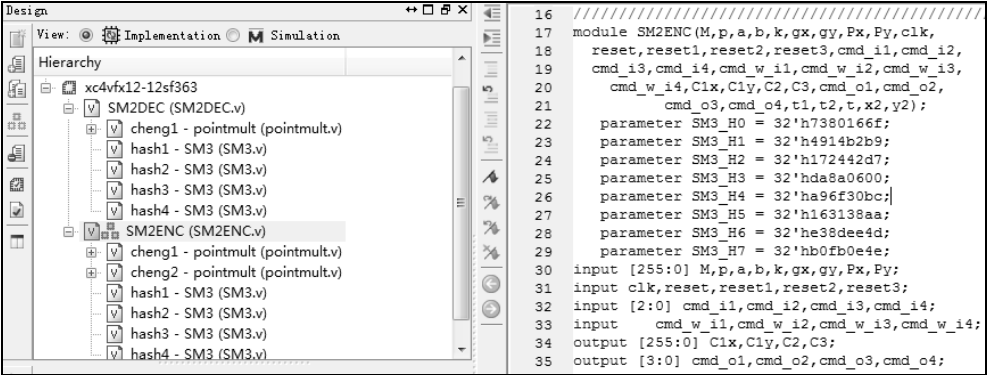 Design
View: Implementation Simulation
Hierarchy
xc4vfx12-12sf363
SM2DEC (SM2DEC.v)
cheng1 - pointmult (pointmult.v)
hash1 - SM3 (SM3.v)
hash2 - SM3 (SM3.v)
hash3 - SM3 (SM3.v)
hash4 - SM3 (SM3.v)
SM2ENC (SM2ENC.v)
cheng1 - pointmult (pointmult.v)
cheng2 - pointmult (pointmult.v)
hash1 - SM3 (SM3.v)
hash2 - SM3 (SM3.v)
hash3 - SM3 (SM3.v)
hash4 - SM3 (SM3.v)
16 //////////////////////////////////////////////
17 module SM2ENC(M,p,a,b,k,gx,gy,Px,Py,clk,
18 reset,reset1,reset2,reset3,cmd_i1,cmd_i2,
19 cmd_i3,cmd_i4,cmd_w_i1,cmd_w_i2,cmd_w_i3,
20 cmd_w_i4,C1x,C1y,C2,C3,cmd_o1,cmd_o2,
21 cmd_o3,cmd_o4,t1,t2,t,x2,y2);
22 parameter SM3_H0 = 32'h7380166f;
23 parameter SM3_H1 = 32'h4914b2b9;
24 parameter SM3_H2 = 32'h172442d7;
25 parameter SM3_H3 = 32'hda8a0600;
26 parameter SM3_H4 = 32'ha96f30bc;
27 parameter SM3_H5 = 32'h163138aa;
28 parameter SM3_H6 = 32'he38dee4d;
29 parameter SM3_H7 = 32'hb0fb0e4e;
30 input [255:0] M,p,a,b,k,gx,gy,Px,Py;
31 input clk,reset,reset1,reset2,reset3;
32 input [2:0] cmd_i1,cmd_i2,cmd_i3,cmd_i4;
33 input cmd_w_i1,cmd_w_i2,cmd_w_i3,cmd_w_i4;
34 output [255:0] C1x,C1y,C2,C3;
35 output [3:0] cmd_o1,cmd_o2,cmd_o3,cmd_o4;